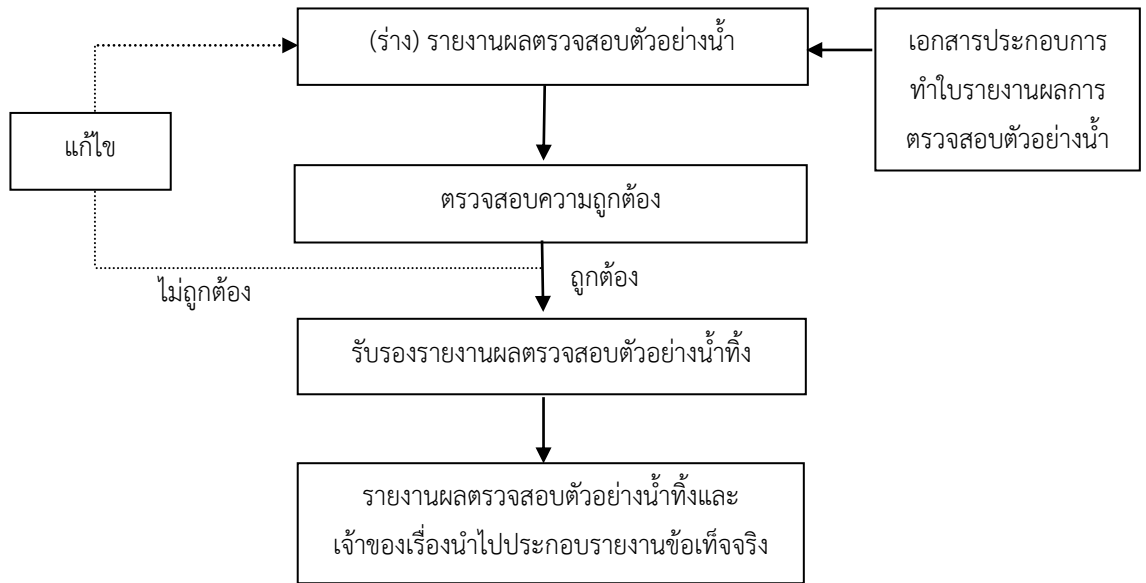 (ร่าง) รายงานผลตรวจสอบตัวอย่างน้ำ
เอกสารประกอบการ
ทำใบรายงานผลการ
ตรวจสอบตัวอย่างน้ำ
แก้ไข
ตรวจสอบความถูกต้อง
ไม่ถูกต้อง
ถูกต้อง
รับรองรายงานผลตรวจสอบตัวอย่างน้ำทิ้ง
รายงานผลตรวจสอบตัวอย่างน้ำทิ้งและ
เจ้าของเรื่องนำไปประกอบรายงานข้อเท็จจริง